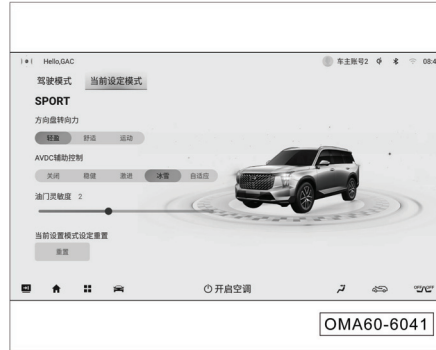 Hello,GAC
车主账号2
08:4
驾驶模式 当前设定模式
SPORT
方向盘转向力
轻盈 舒适 运动
AVDC辅助控制
关闭 稳健 激进 冰雪 自适应
油门灵敏度 2
当前设置模式设定重置
重置
开启空调
OFF OFF
OMA60-6041